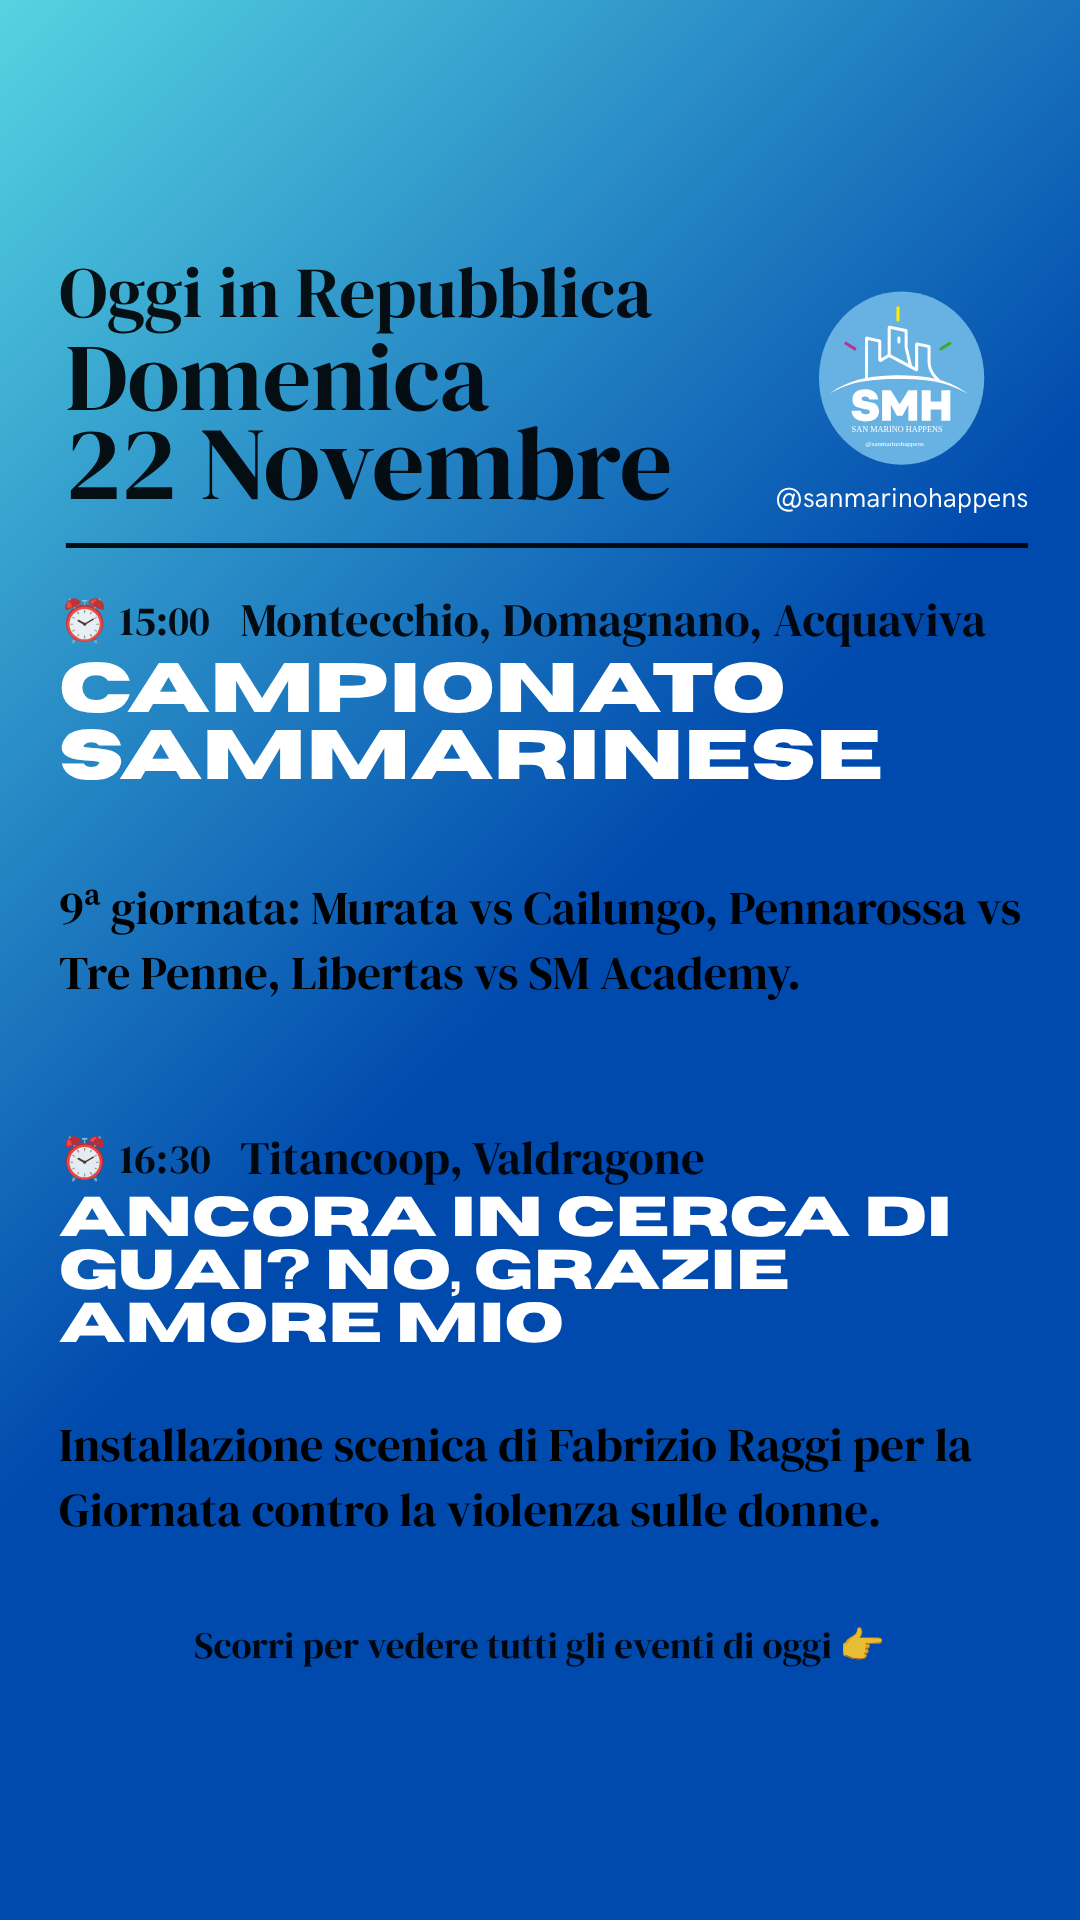 Oggi in Repubblica
Domenica
22 Novembre
SMH
SAN MARINO HAPPENS
@sanmarinohappens
@sanmarinohappens
⏰ 15:00 Montecchio, Domagnano, Acquaviva
CAMPIONATO
SAMMARINESE
9ª giornata: Murata vs Cailungo, Pennarossa vs
Tre Penne, Libertas vs SM Academy.
⏰ 16:30 Titancoop, Valdragone
ANCORA IN CERCA DI
GUAI? NO, GRAZIE
AMORE MIO
Installazione scenica di Fabrizio Raggi per la
Giornata contro la violenza sulle donne.
Scorri per vedere tutti gli eventi di oggi 👉